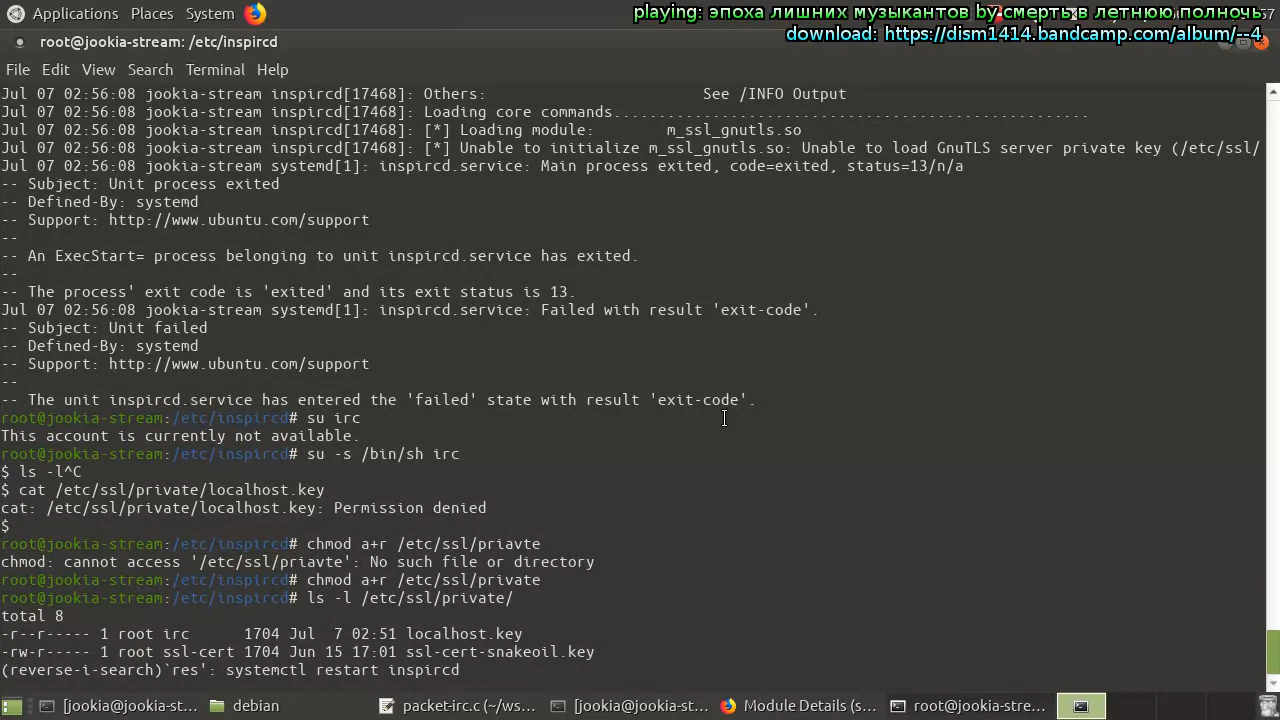 Applications Places System
playing: эпоха лишних музыкантов by смерть в летнюю полночь
download: https://dism1414.bandcamp.com/album/--4
root@jookia-stream: /etc/inspircd
File Edit View Search Terminal Help
Jul 07 02:56:08 jookia-stream inspircd[17468]: Others: See /INFO Output
Jul 07 02:56:08 jookia-stream inspircd[17468]: Loading core commands.....................................................
Jul 07 02:56:08 jookia-stream inspircd[17468]: [*] Loading module: m_ssl_gnutls.so
Jul 07 02:56:08 jookia-stream inspircd[17468]: [*] Unable to initialize m_ssl_gnutls.so: Unable to load GnuTLS server private key (/etc/ssl/
Jul 07 02:56:08 jookia-stream systemd[1]: inspircd.service: Main process exited, code=exited, status=13/n/a
-- Subject: Unit process exited
-- Defined-By: systemd
-- Support: http://www.ubuntu.com/support
--
-- An ExecStart= process belonging to unit inspircd.service has exited.
--
-- The process' exit code is 'exited' and its exit status is 13.
Jul 07 02:56:08 jookia-stream systemd[1]: inspircd.service: Failed with result 'exit-code'.
-- Subject: Unit failed
-- Defined-By: systemd
-- Support: http://www.ubuntu.com/support
--
-- The unit inspircd.service has entered the 'failed' state with result 'exit-code'.
root@jookia-stream:/etc/inspircd# su irc
This account is currently not available.
root@jookia-stream:/etc/inspircd# su -s /bin/sh irc
$ ls -l^C
$ cat /etc/ssl/private/localhost.key
cat: /etc/ssl/private/localhost.key: Permission denied
$
root@jookia-stream:/etc/inspircd# chmod a+r /etc/ssl/priavte
chmod: cannot access '/etc/ssl/priavte': No such file or directory
root@jookia-stream:/etc/inspircd# chmod a+r /etc/ssl/private
root@jookia-stream:/etc/inspircd# ls -l /etc/ssl/private/
total 8
-r--r----- 1 root irc 1704 Jul 7 02:51 localhost.key
-rw-r----- 1 root ssl-cert 1704 Jun 15 17:01 ssl-cert-snakeoil.key
(reverse-i-search)`res': systemctl restart inspircd
[jookia@jookia-st... debian packet-irc.c (~/ws... [jookia@jookia-st... Module Details (s... root@jookia-stre...